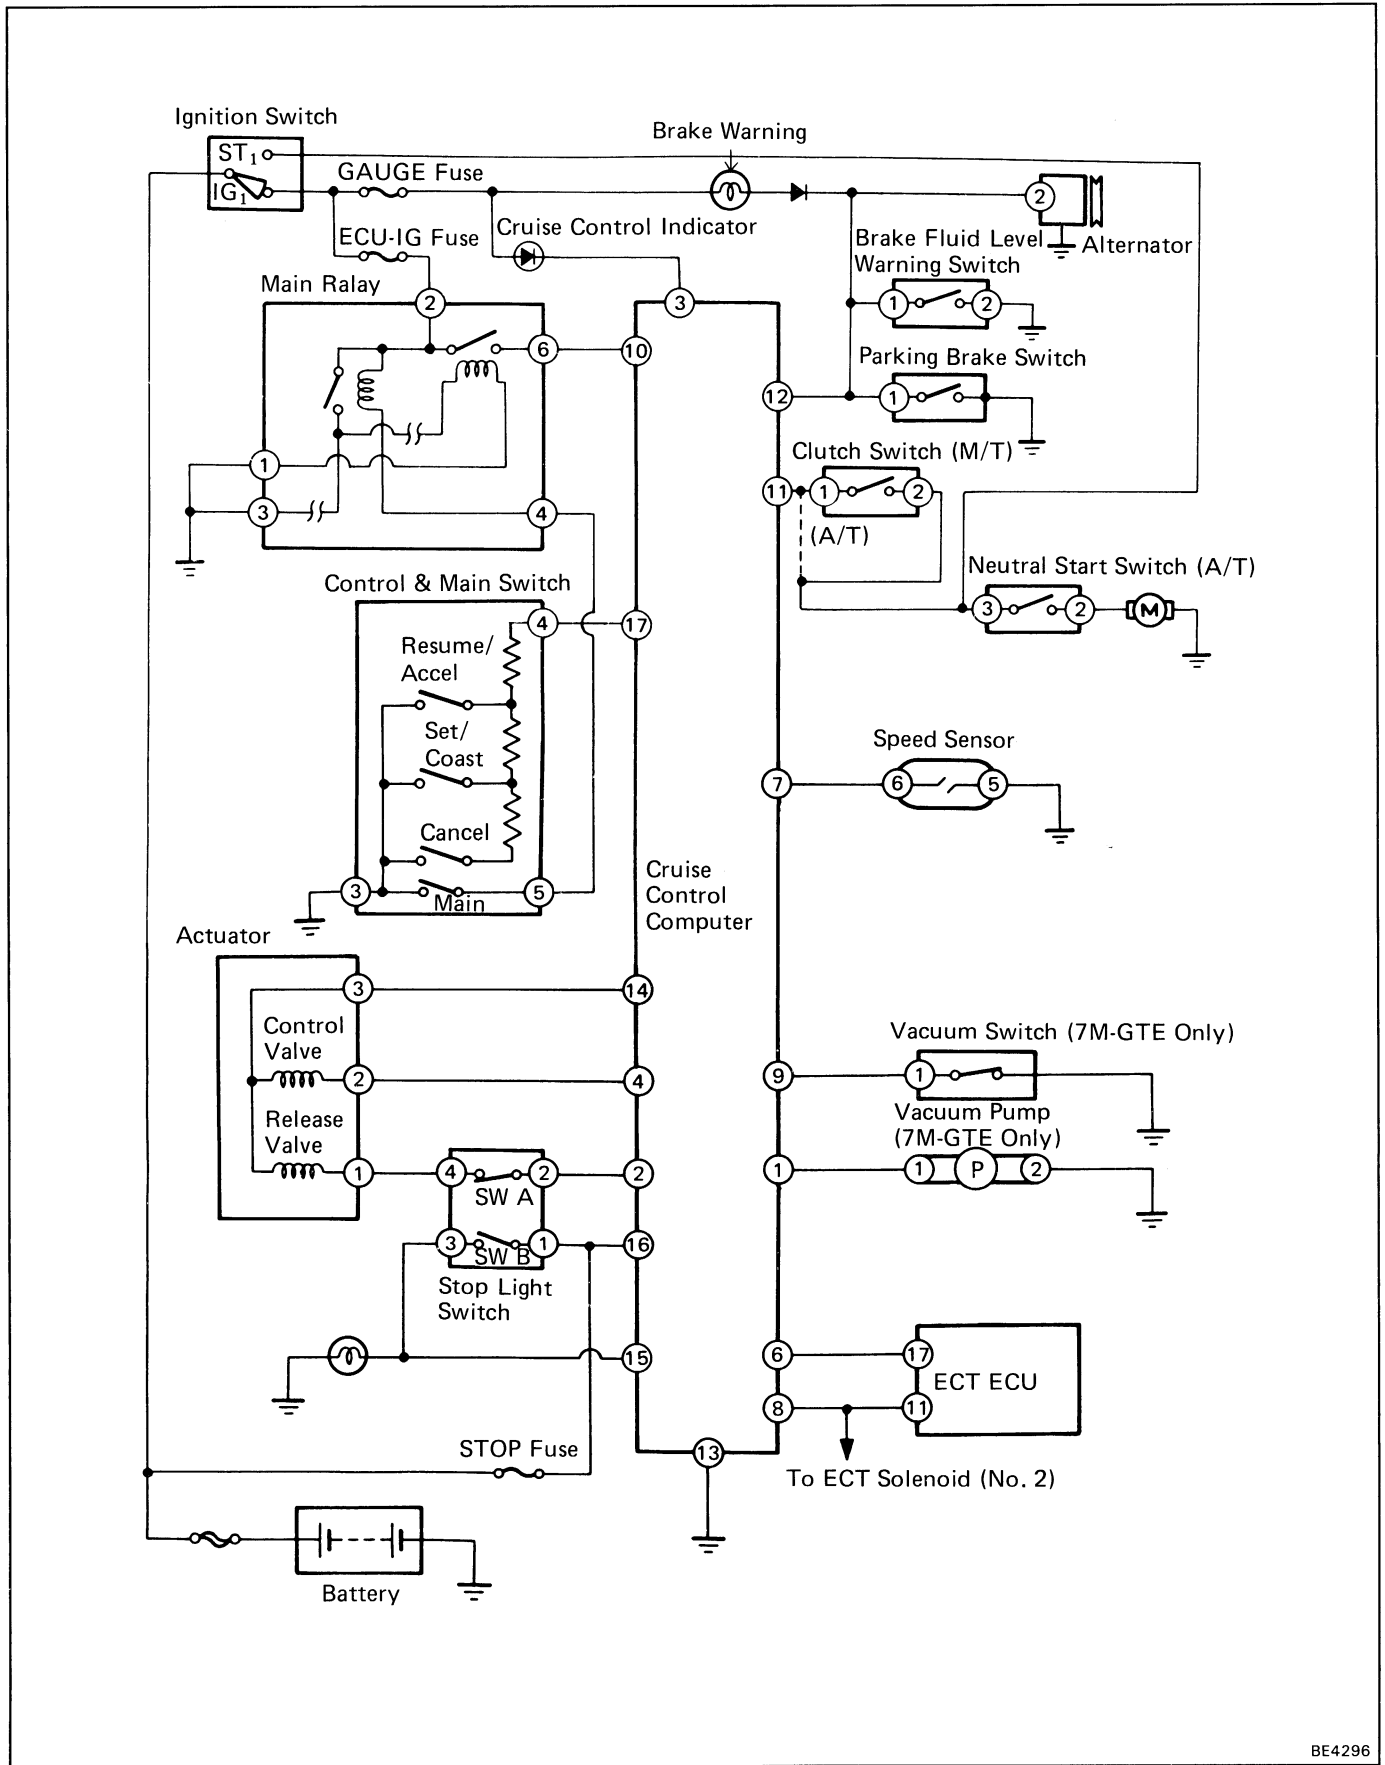 Ignition Switch
Brake Warning
ST1
GAUGE Fuse
IG1
2
ECU-IG Fuse
Cruise Control Indicator
Alternator
Brake Fluid Level
Warning Switch
Main Ralay
2
3
1
2
6
10
Parking Brake Switch
12
1
1
Clutch Switch (M/T)
11
1
2
3
4
(A/T)
Neutral Start Switch (A/T)
Control & Main Switch
3
2
M
4
17
Resume/
Accel
Set/
Coast
Speed Sensor
7
6
5
Cancel
Cruise
Control
Computer
3
5
Main
Actuator
3
14
Control
Valve
Vacuum Switch (7M-GTE Only)
2
4
9
1
Release
Valve
Vacuum Pump
(7M-GTE Only)
1
4
2
2
1
1
P
2
SW A
3
1
16
SW B
Stop Light
Switch
15
6
17
ECT ECU
8
11
STOP Fuse
13
To ECT Solenoid (No. 2)
Battery
BE4296